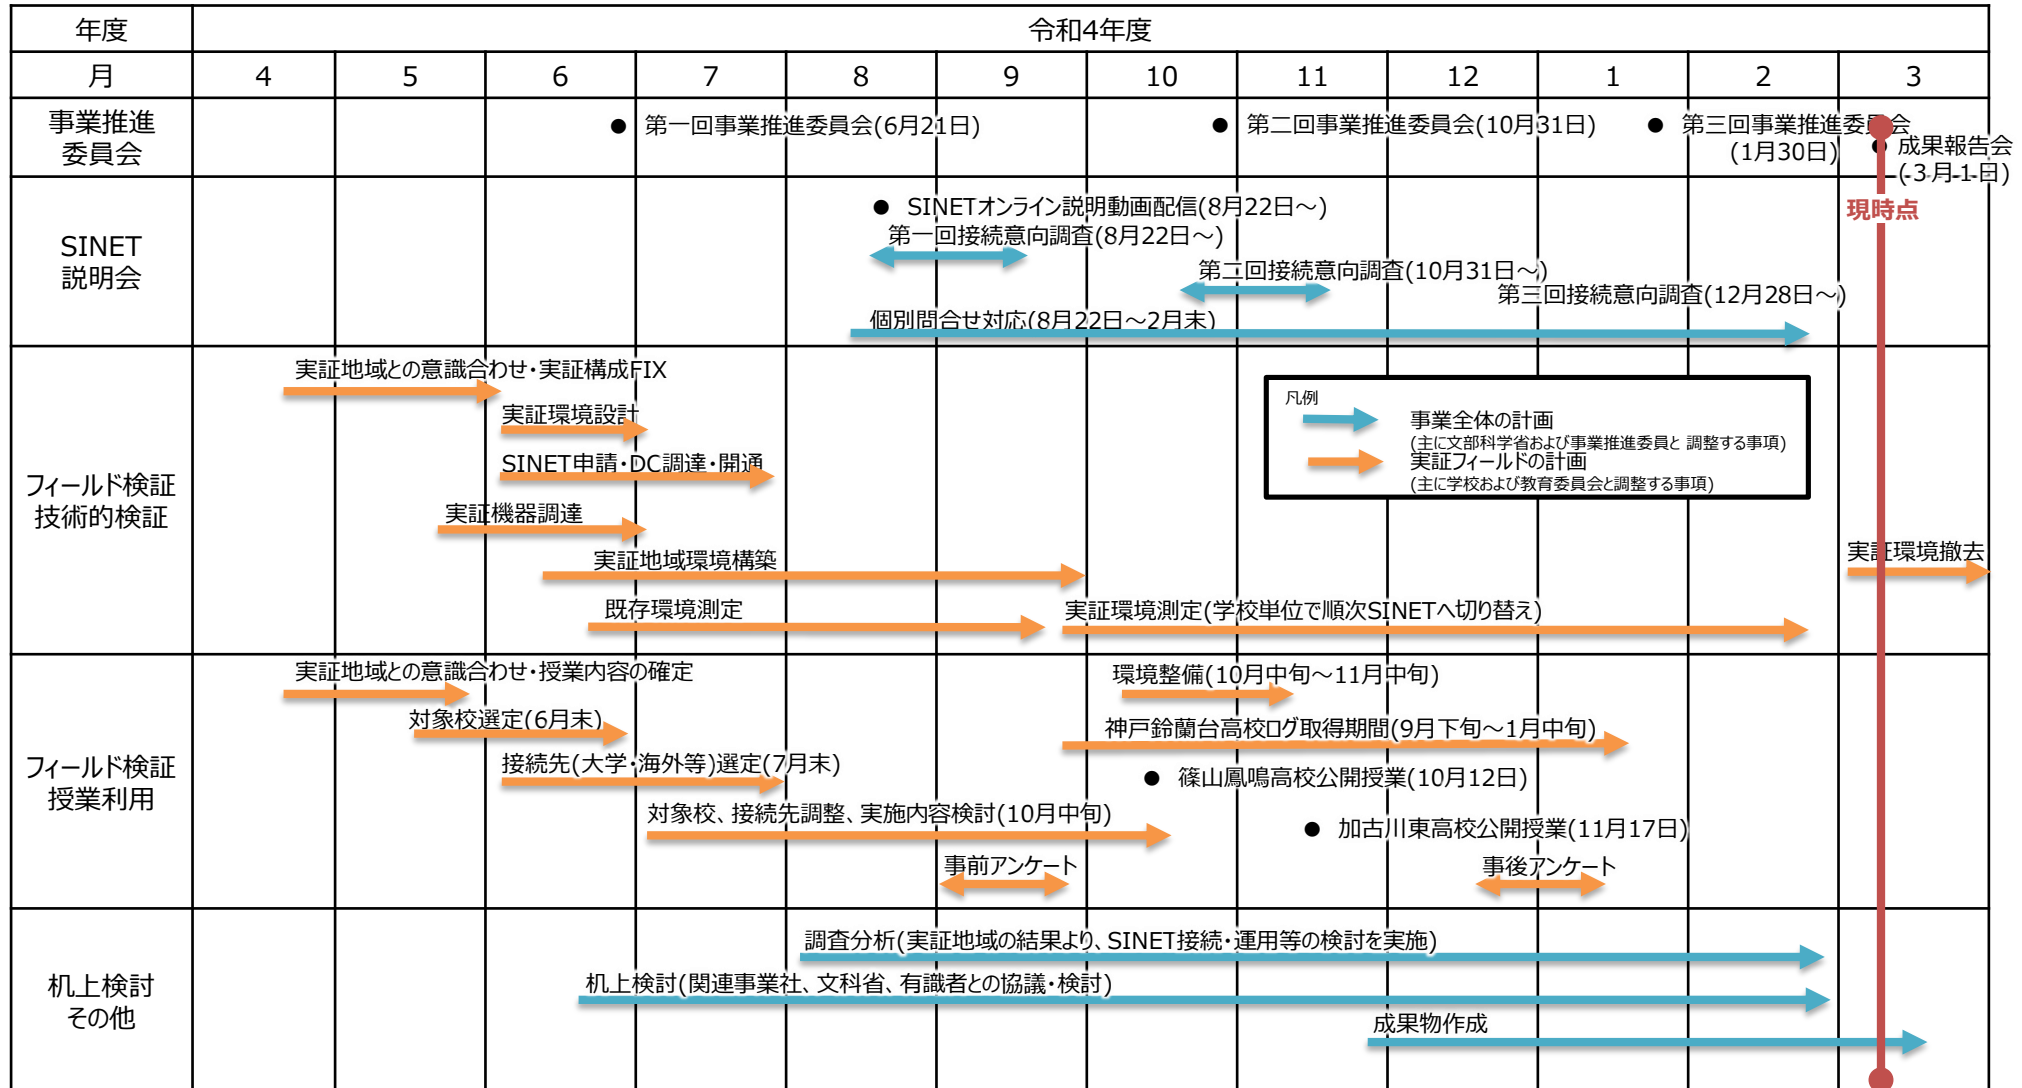 年度
令和4年度
月
4
5
6
7
8
9
10
11
12
1
2
3
事業推進
委員会
● 第一回事業推進委員会(6月21日)
● 第二回事業推進委員会(10月31日)
● 第三回事業推進委員会
(1月30日)
● 成果報告会
(３月１日)
現時点
SINET
説明会
● SINETオンライン説明動画配信(8月22日～)
第一回接続意向調査(8月22日～)
第二回接続意向調査(10月31日～)
第三回接続意向調査(12月28日～)
個別問合せ対応(8月22日～2月末)
フィールド検証
技術的検証
実証地域との意識合わせ・実証構成FIX
実証環境設計
SINET申請・DC調達・開通
実証機器調達
実証地域環境構築
既存環境測定
実証環境測定(学校単位で順次SINETへ切り替え)
実証環境撤去
凡例
事業全体の計画
(主に文部科学省および事業推進委員と 調整する事項)
実証フィールドの計画
(主に学校および教育委員会と調整する事項)
フィールド検証
授業利用
実証地域との意識合わせ・授業内容の確定
対象校選定(6月末)
接続先(大学・海外等)選定(7月末)
対象校、接続先調整、実施内容検討(10月中旬)
事前アンケート
環境整備(10月中旬～11月中旬)
神戸鈴蘭台高校ログ取得期間(9月下旬～1月中旬)
● 篠山鳳鳴高校公開授業(10月12日)
● 加古川東高校公開授業(11月17日)
事後アンケート
机上検討
その他
調査分析(実証地域の結果より、SINET接続・運用等の検討を実施)
机上検討(関連事業社、文科省、有識者との協議・検討)
成果物作成